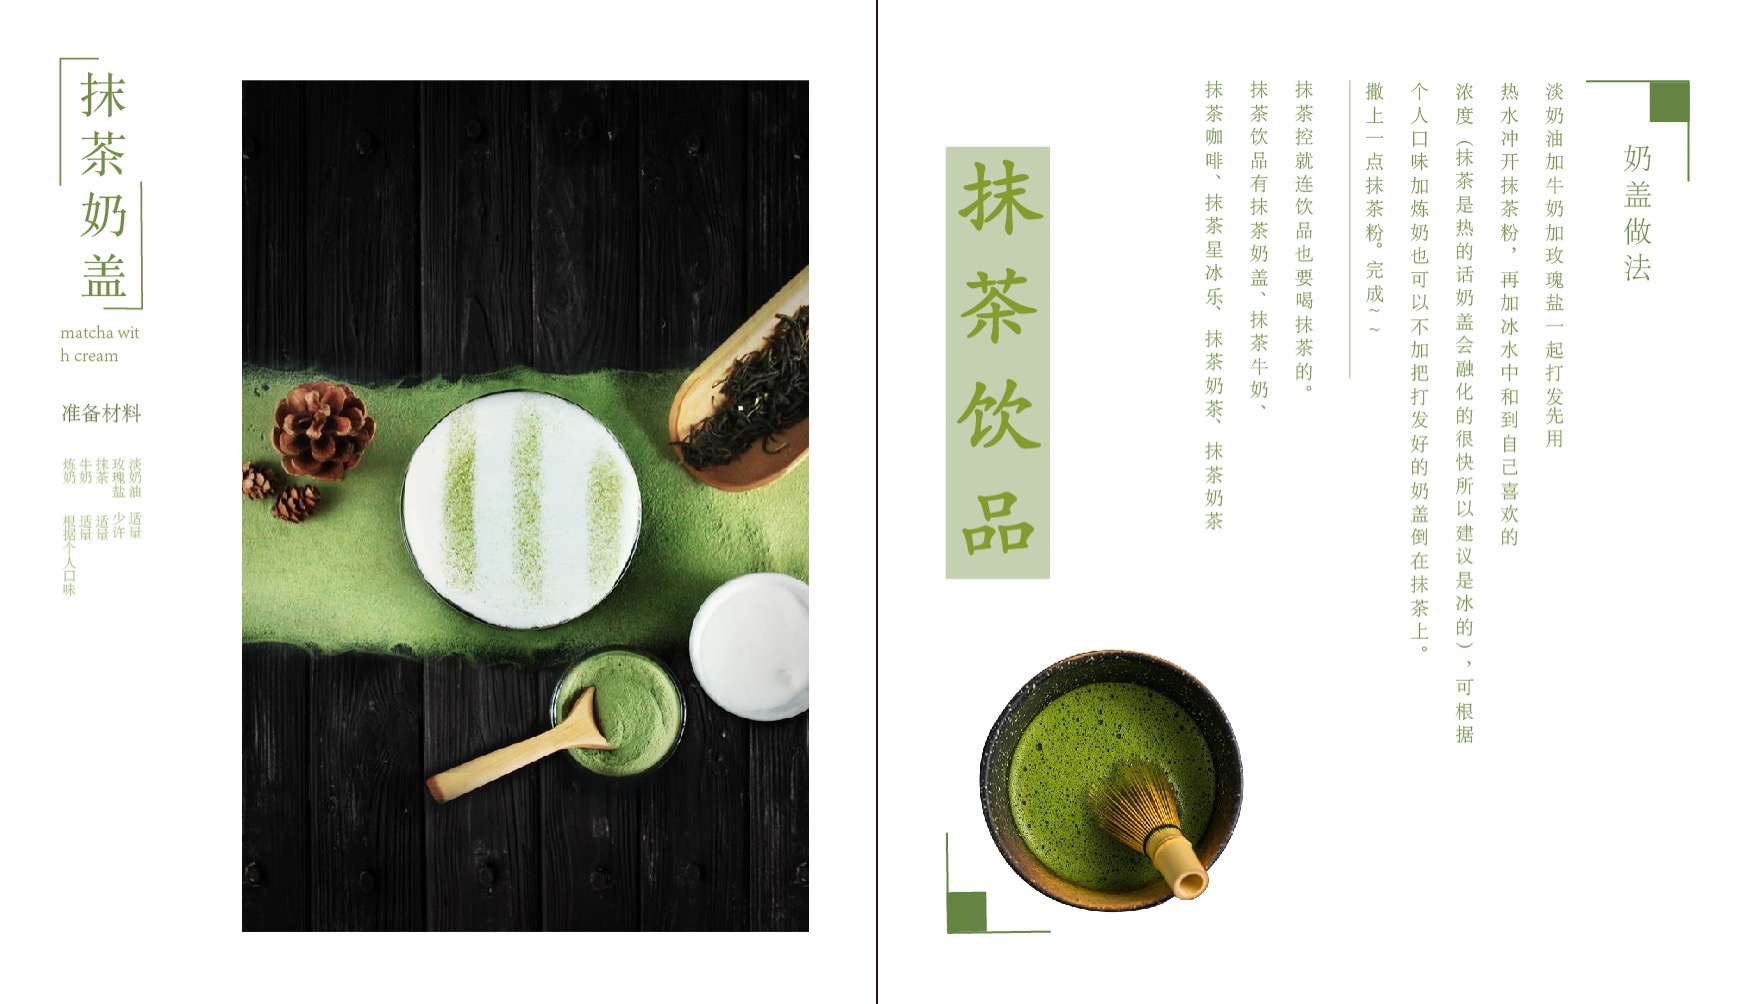 抹茶奶盖
matcha wit
h cream
准备材料
淡奶油 适量
玫瑰盐 少许
抹茶 适量
牛奶 适量
炼奶 根据个人口味
奶盖做法
淡奶油加牛奶加玫瑰盐一起打发先用
热水冲开抹茶粉，再加冰水中和到自己喜欢的
浓度（抹茶是热的话奶盖会融化的很快所以建议是冰的），可根据
个人口味加炼奶也可以不加把打发好的奶盖倒在抹茶上。
撒上一点抹茶粉。完成~~
抹茶控就连饮品也要喝抹茶的。
抹茶饮品有抹茶奶盖、抹茶牛奶、
抹茶咖啡、抹茶星冰乐、抹茶奶茶、抹茶奶茶
抹茶饮品